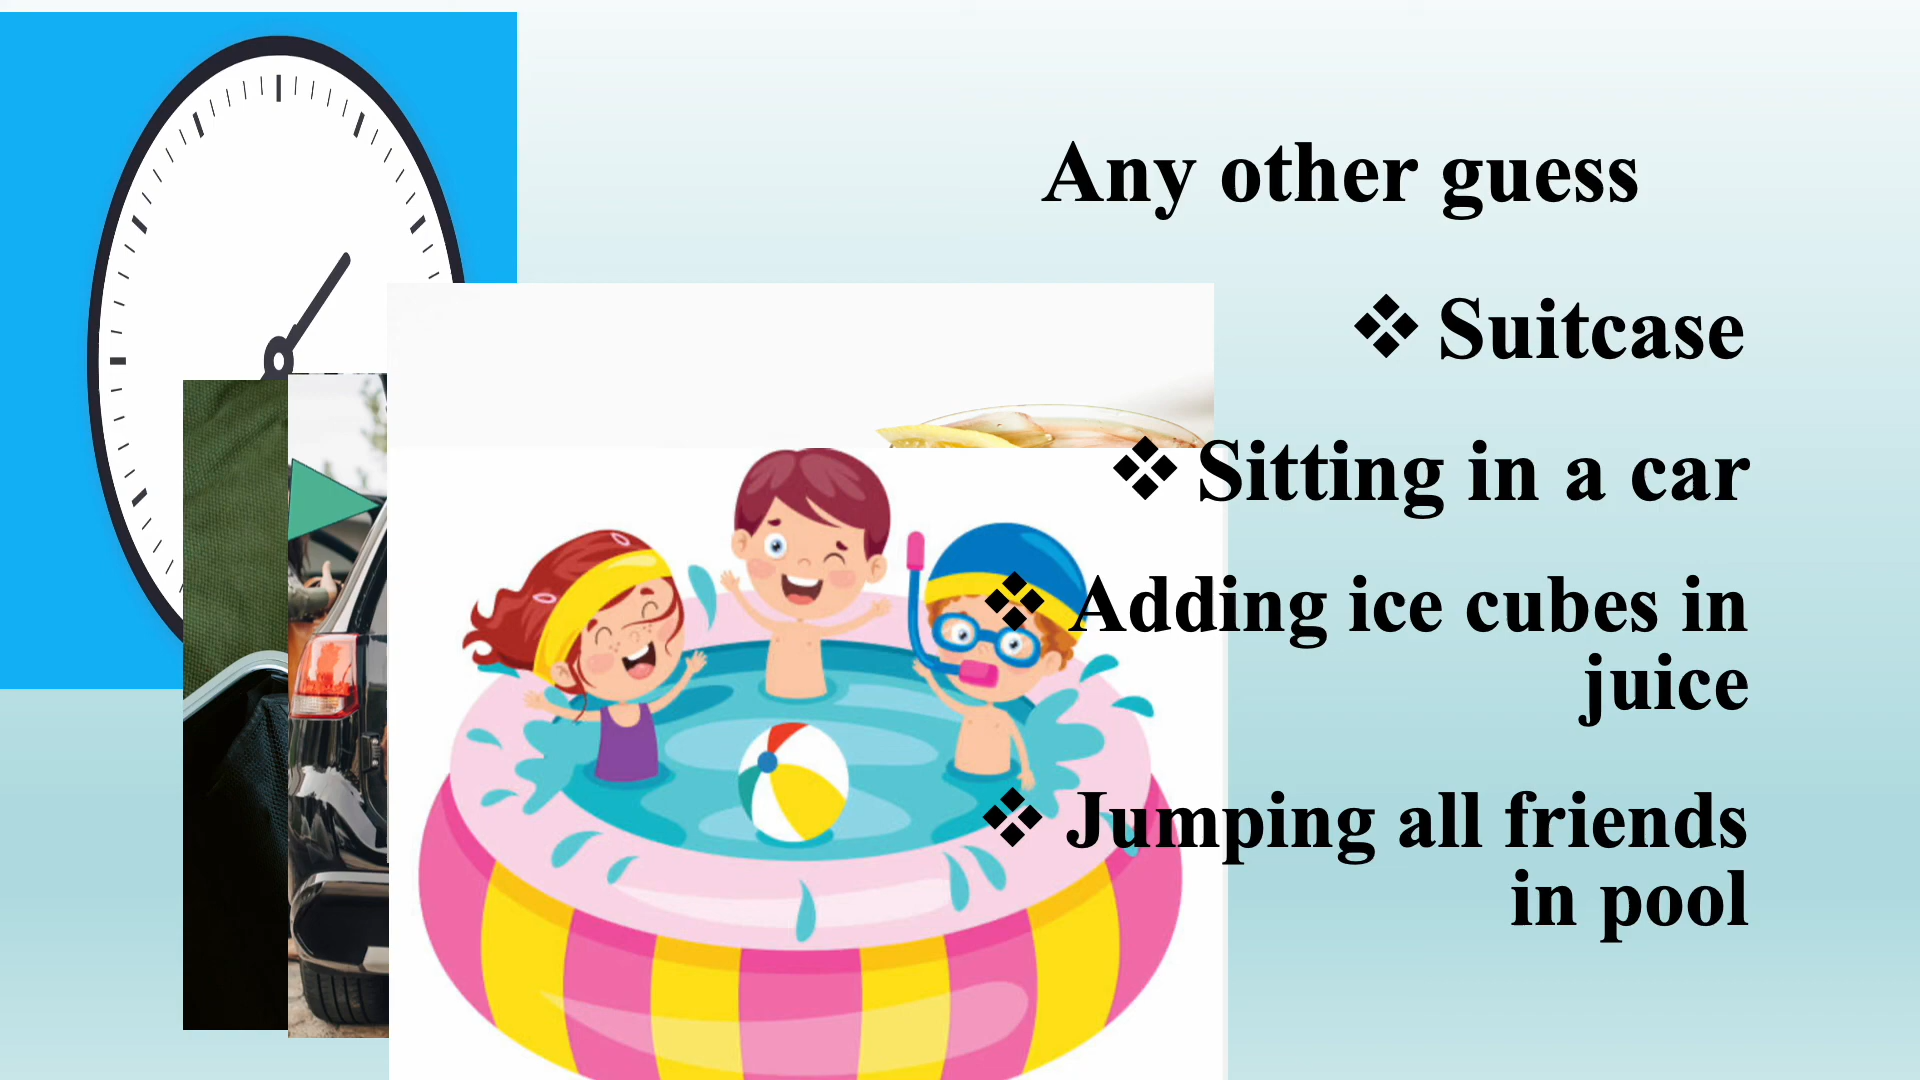 Any other guess
❖ Suitcase
❖ Sitting in a car
❖ Adding ice cubes in
juice
❖ Jumping all friends
in pool